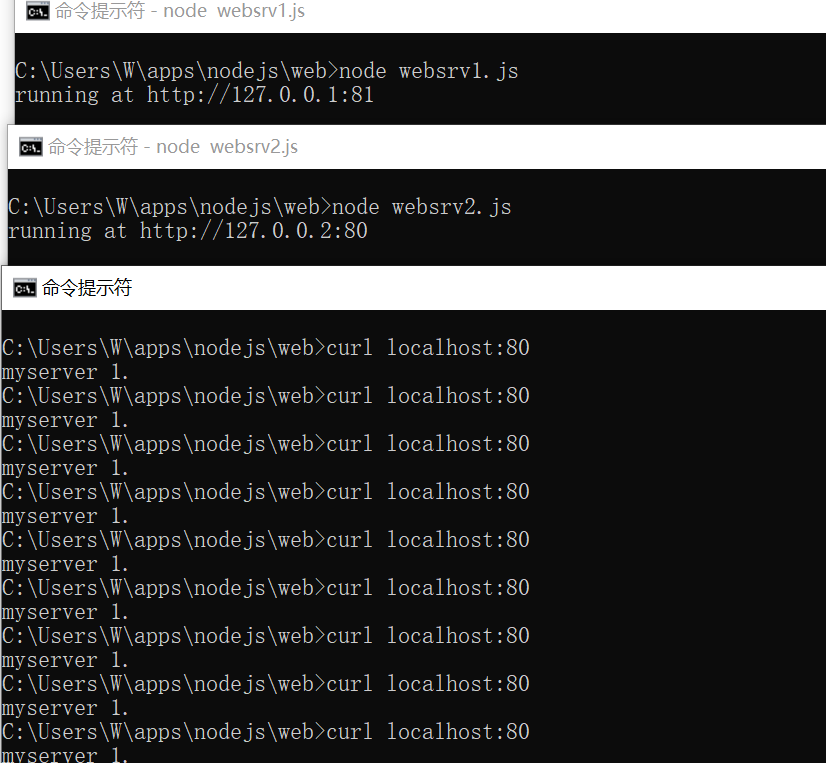 命令提示符 - node  websrv1.js
C:\Users\W\apps\nodejs\web>node websrv1.js
running at http://127.0.0.1:81
命令提示符 - node  websrv2.js
C:\Users\W\apps\nodejs\web>node websrv2.js
running at http://127.0.0.2:80
命令提示符
C:\Users\W\apps\nodejs\web>curl localhost:80
myserver 1.
C:\Users\W\apps\nodejs\web>curl localhost:80
myserver 1.
C:\Users\W\apps\nodejs\web>curl localhost:80
myserver 1.
C:\Users\W\apps\nodejs\web>curl localhost:80
myserver 1.
C:\Users\W\apps\nodejs\web>curl localhost:80
myserver 1.
C:\Users\W\apps\nodejs\web>curl localhost:80
myserver 1.
C:\Users\W\apps\nodejs\web>curl localhost:80
myserver 1.
C:\Users\W\apps\nodejs\web>curl localhost:80
myserver 1.
C:\Users\W\apps\nodejs\web>curl localhost:80
myserver 1.